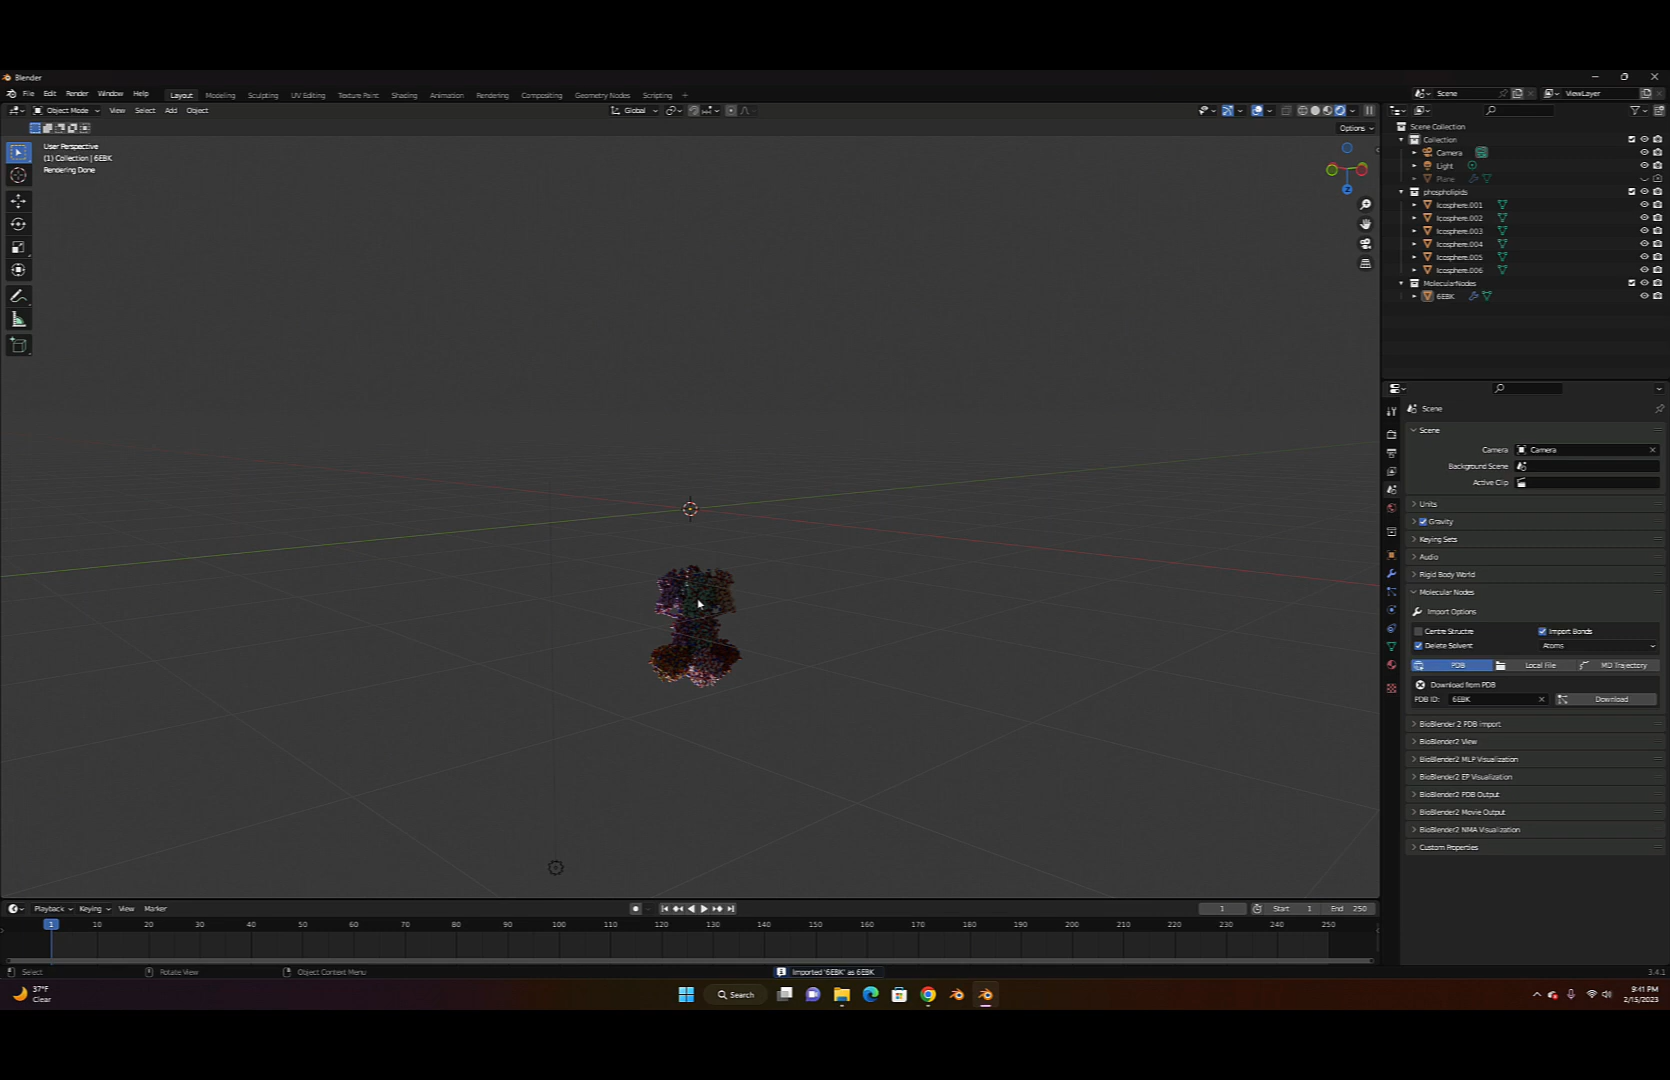 Blender
File Edit Render Window Help Layout Modeling Sculpting UV Editing Texture Paint Shading Animation Rendering Compositing Geometry Nodes Scripting + Scene ViewLayer
Object Mode View Select Add Object Global
Options
User Perspective
(1) Collection | 6EBK
Rendering Done
Z
Scene Collection
Collection
Camera
Light
Plane
phospholipids
Icosphere.001
Icosphere.002
Icosphere.003
Icosphere.004
Icosphere.005
Icosphere.006
MolecularNodes
6EBK
Scene
Scene
Camera Camera
Background Scene
Active Clip
Units
Gravity
Keying Sets
Audio
Rigid Body World
Molecular Nodes
Import Options
Centre Structre Import Bonds
Delete Solvent Atoms
PDB Local File MD Trajectory
Download from PDB
PDB ID: 6EBK Download
BioBlender 2 PDB import
BioBlender2 View
BioBlender2 MLP Visualization
BioBlender2 EP Visualization
BioBlender2 PDB Output
BioBlender2 Movie Output
BioBlender2 NMA Visualization
Custom Properties
Playback Keying View Marker 1 Start 1 End 250
1 10 20 30 40 50 60 70 80 90 100 110 120 130 140 150 160 170 180 190 200 210 220 230 240 250
Select Rotate View Object Context Menu Imported '6EBK' as 6EBK 3.4.1
37°F
Clear
Search
9:41 PM
2/15/2023